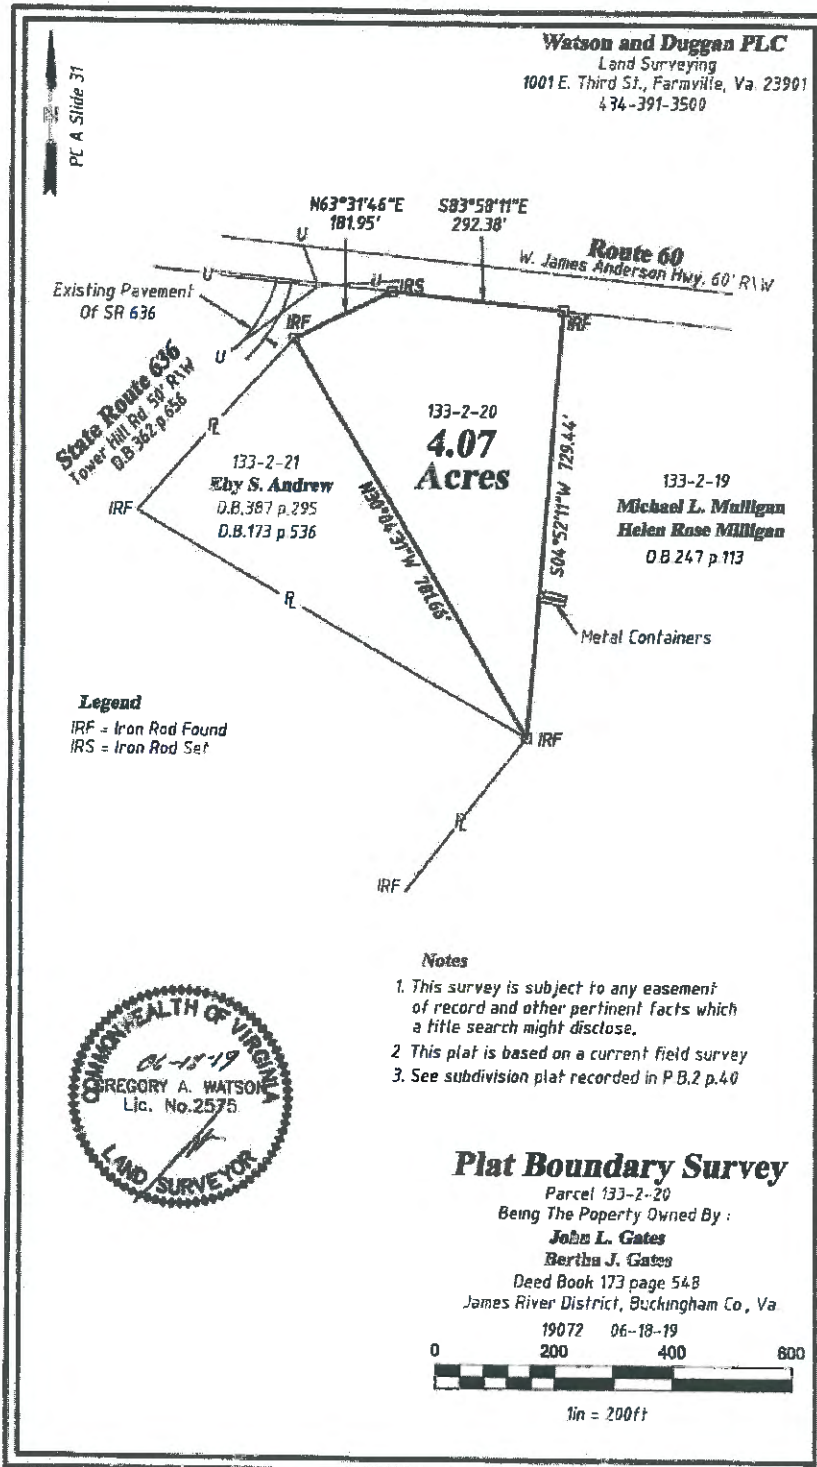 Watson and Duggan PLC
Land Surveying
1001 E. Third St., Farmville, Va. 23901
434-391-3500
PC A Slide 31
N63°31'46"E
181.95'
S83°58'11"E
292.38'
Route 60
W. James Anderson Hwy. 60' R\W
U
U
U
IRS
Existing Pavement
Of SR 636
IRF
IRF
U
State Route 636
Tower Hill Rd. 50' R\W
D.B.362 p.656
PL
133-2-20
4.07
Acres
133-2-21
Eby S. Andrew
D.B.387 p.295
D.B.173 p 536
IRF
N30°04'31"W 781.65'
S04°52'11"W 729.44'
133-2-19
Michael L. Mulligan
Helen Rose Milligan
D.B 247 p 113
PL
Metal Containers
Legend
IRF = Iron Rod Found
IRS = Iron Rod Set
IRF
PL
IRF
Notes
1. This survey is subject to any easement
of record and other pertinent facts which
a title search might disclose.
2 This plat is based on a current field survey
3. See subdivision plat recorded in P B.2 p.40
COMMONWEALTH OF VIRGINIA
06-18-19
GREGORY A. WATSON
Lic. No.2575
LAND SURVEYOR
Plat Boundary Survey
Parcel 133-2-20
Being The Poperty Owned By :
John L. Gates
Bertha J. Gates
Deed Book 173 page 548
James River District, Buckingham Co., Va
19072 06-18-19
0 200 400 600
1in = 200ft